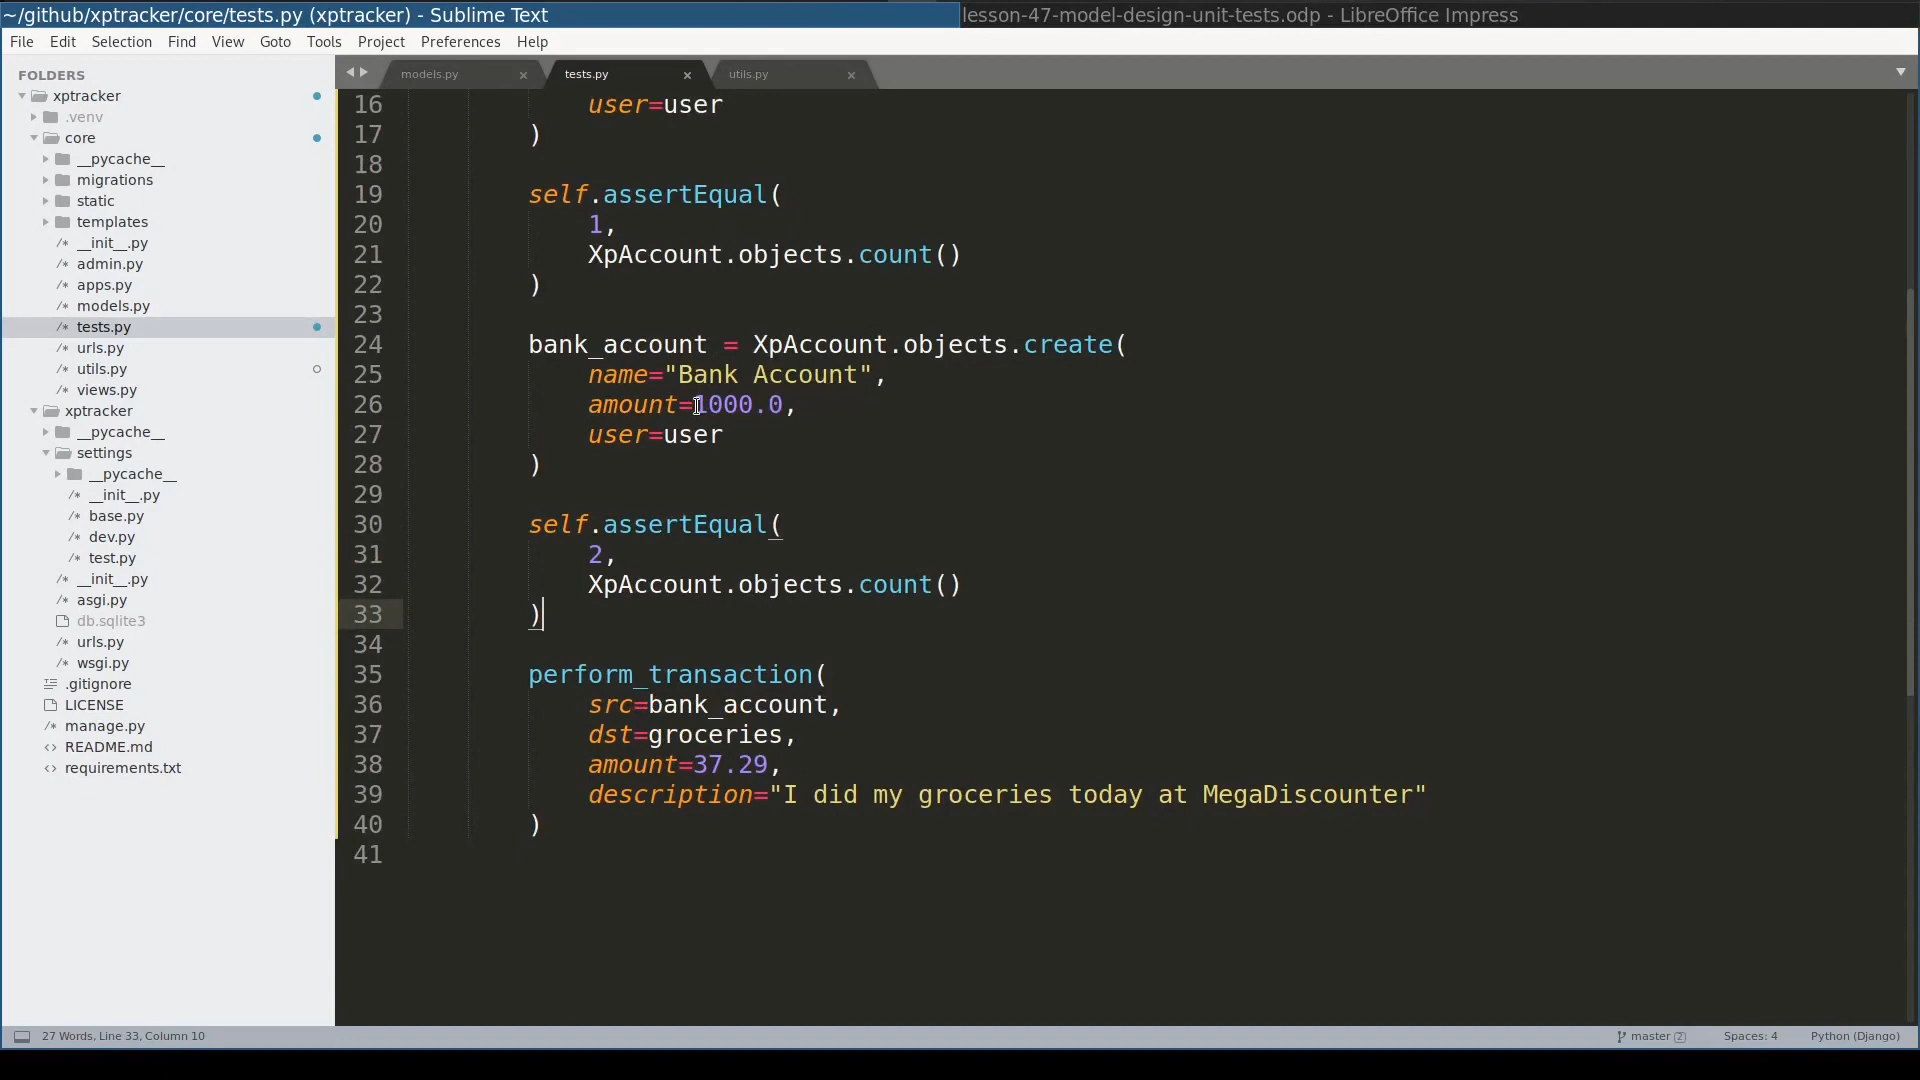 ~/github/xptracker/core/tests.py (xptracker) - Sublime Text
lesson-47-model-design-unit-tests.odp - LibreOffice Impress
File Edit Selection Find View Goto Tools Project Preferences Help
FOLDERS
xptracker
.venv
core
__pycache__
migrations
static
templates
__init__.py
admin.py
apps.py
models.py
tests.py
urls.py
utils.py
views.py
xptracker
__pycache__
settings
__pycache__
__init__.py
base.py
dev.py
test.py
__init__.py
asgi.py
db.sqlite3
urls.py
wsgi.py
.gitignore
LICENSE
manage.py
README.md
requirements.txt
models.py tests.py utils.py
16 user=user
17 )
18
19 self.assertEqual(
20 1,
21 XpAccount.objects.count()
22 )
23
24 bank_account = XpAccount.objects.create(
25 name="Bank Account",
26 amount=1000.0,
27 user=user
28 )
29
30 self.assertEqual(
31 2,
32 XpAccount.objects.count()
33 )
34
35 perform_transaction(
36 src=bank_account,
37 dst=groceries,
38 amount=37.29,
39 description="I did my groceries today at MegaDiscounter"
40 )
41
27 Words, Line 33, Column 10
master 2 Spaces: 4 Python (Django)